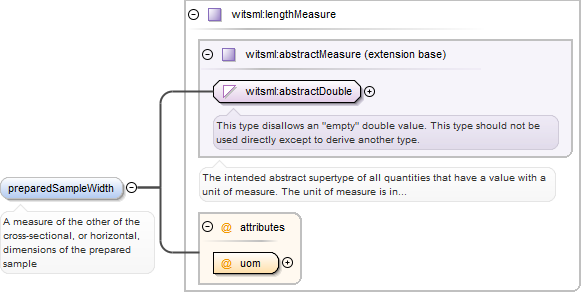 witsml:lengthMeasure
witsml:abstractMeasure (extension base)
witsml:abstractDouble
This type disallows an "empty" double value. This type should not be
used directly except to derive another type.
The intended abstract supertype of all quantities that have a value with a
unit of measure. The unit of measure is in...
preparedSampleWidth
A measure of the other of the
cross-sectional, or horizontal,
dimensions of the prepared
sample
@ attributes
@ uom